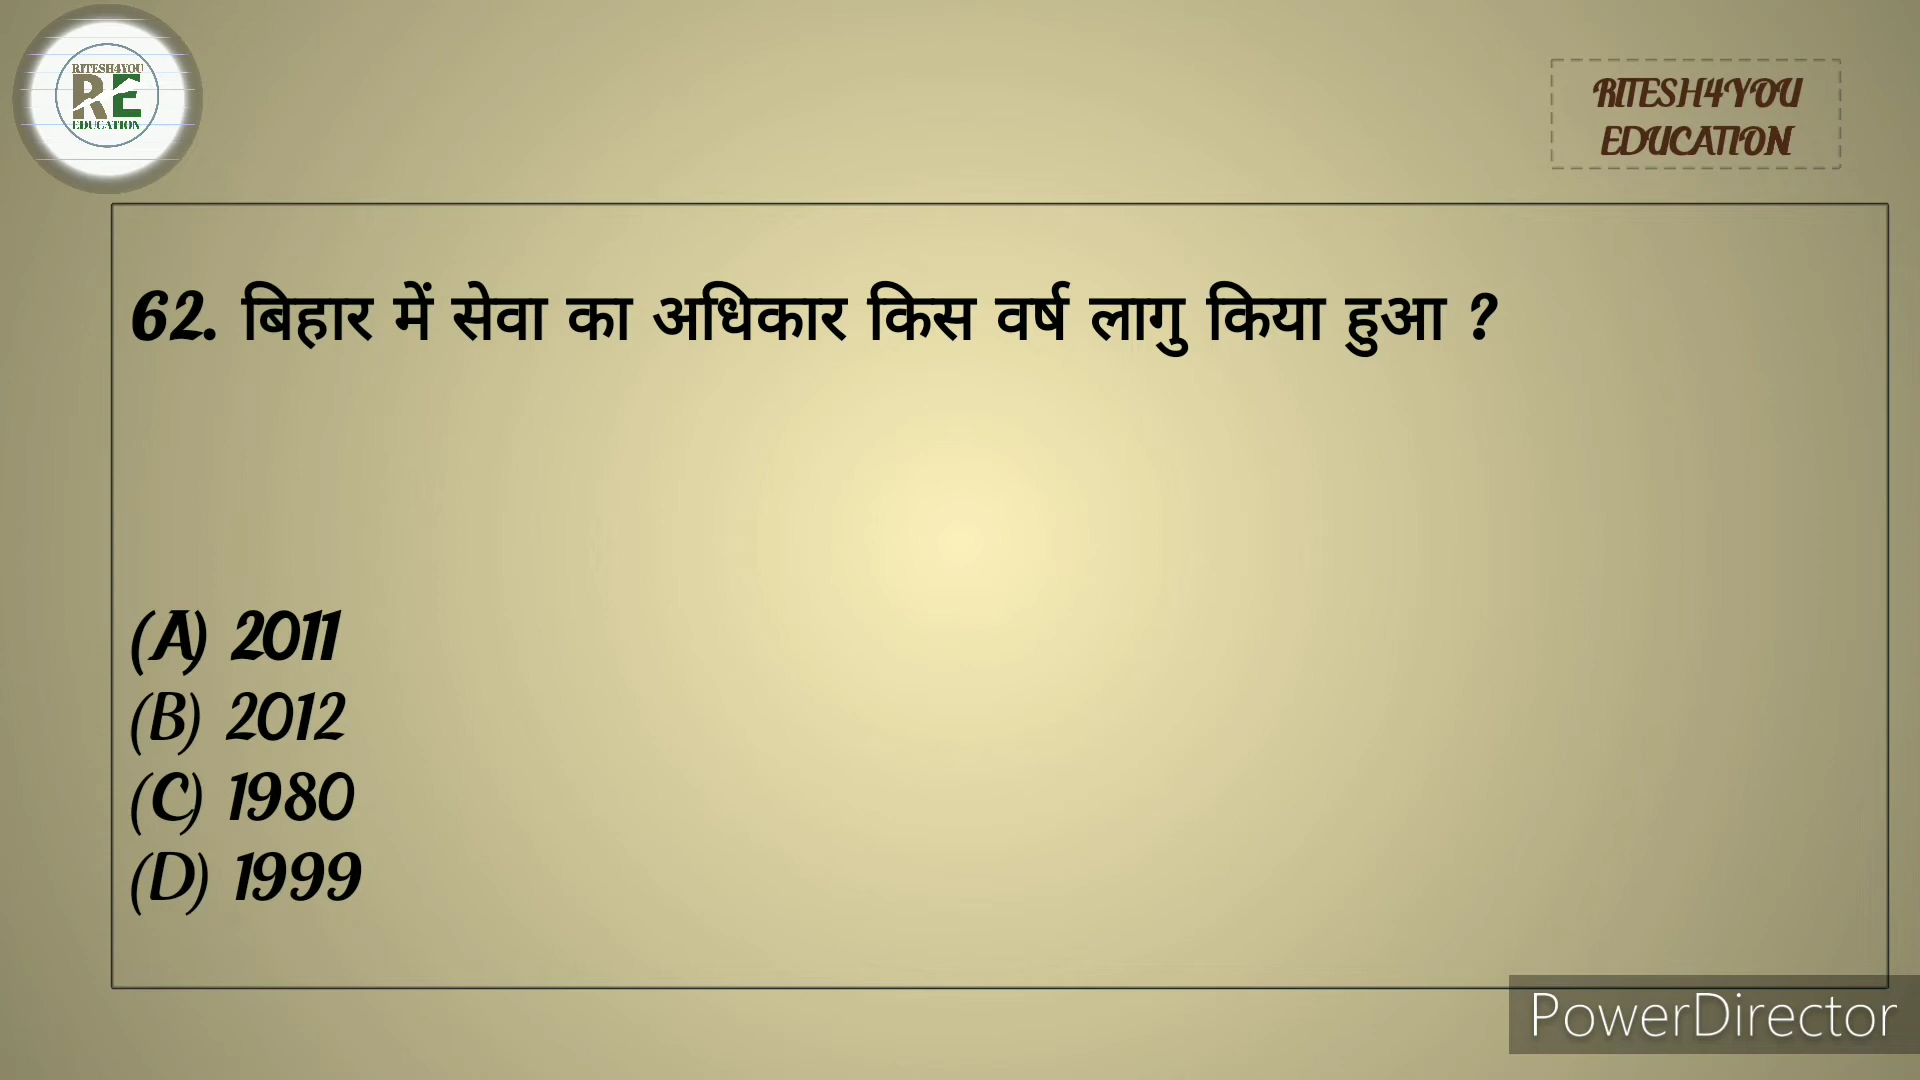 RITESH4YOU
RE
EDUCATION
RITESH4YOU
EDUCATION
62. बिहार में सेवा का अधिकार किस वर्ष लागु किया हुआ ?
(A) 2011
(B) 2012
(C) 1980
(D) 1999
PowerDirector